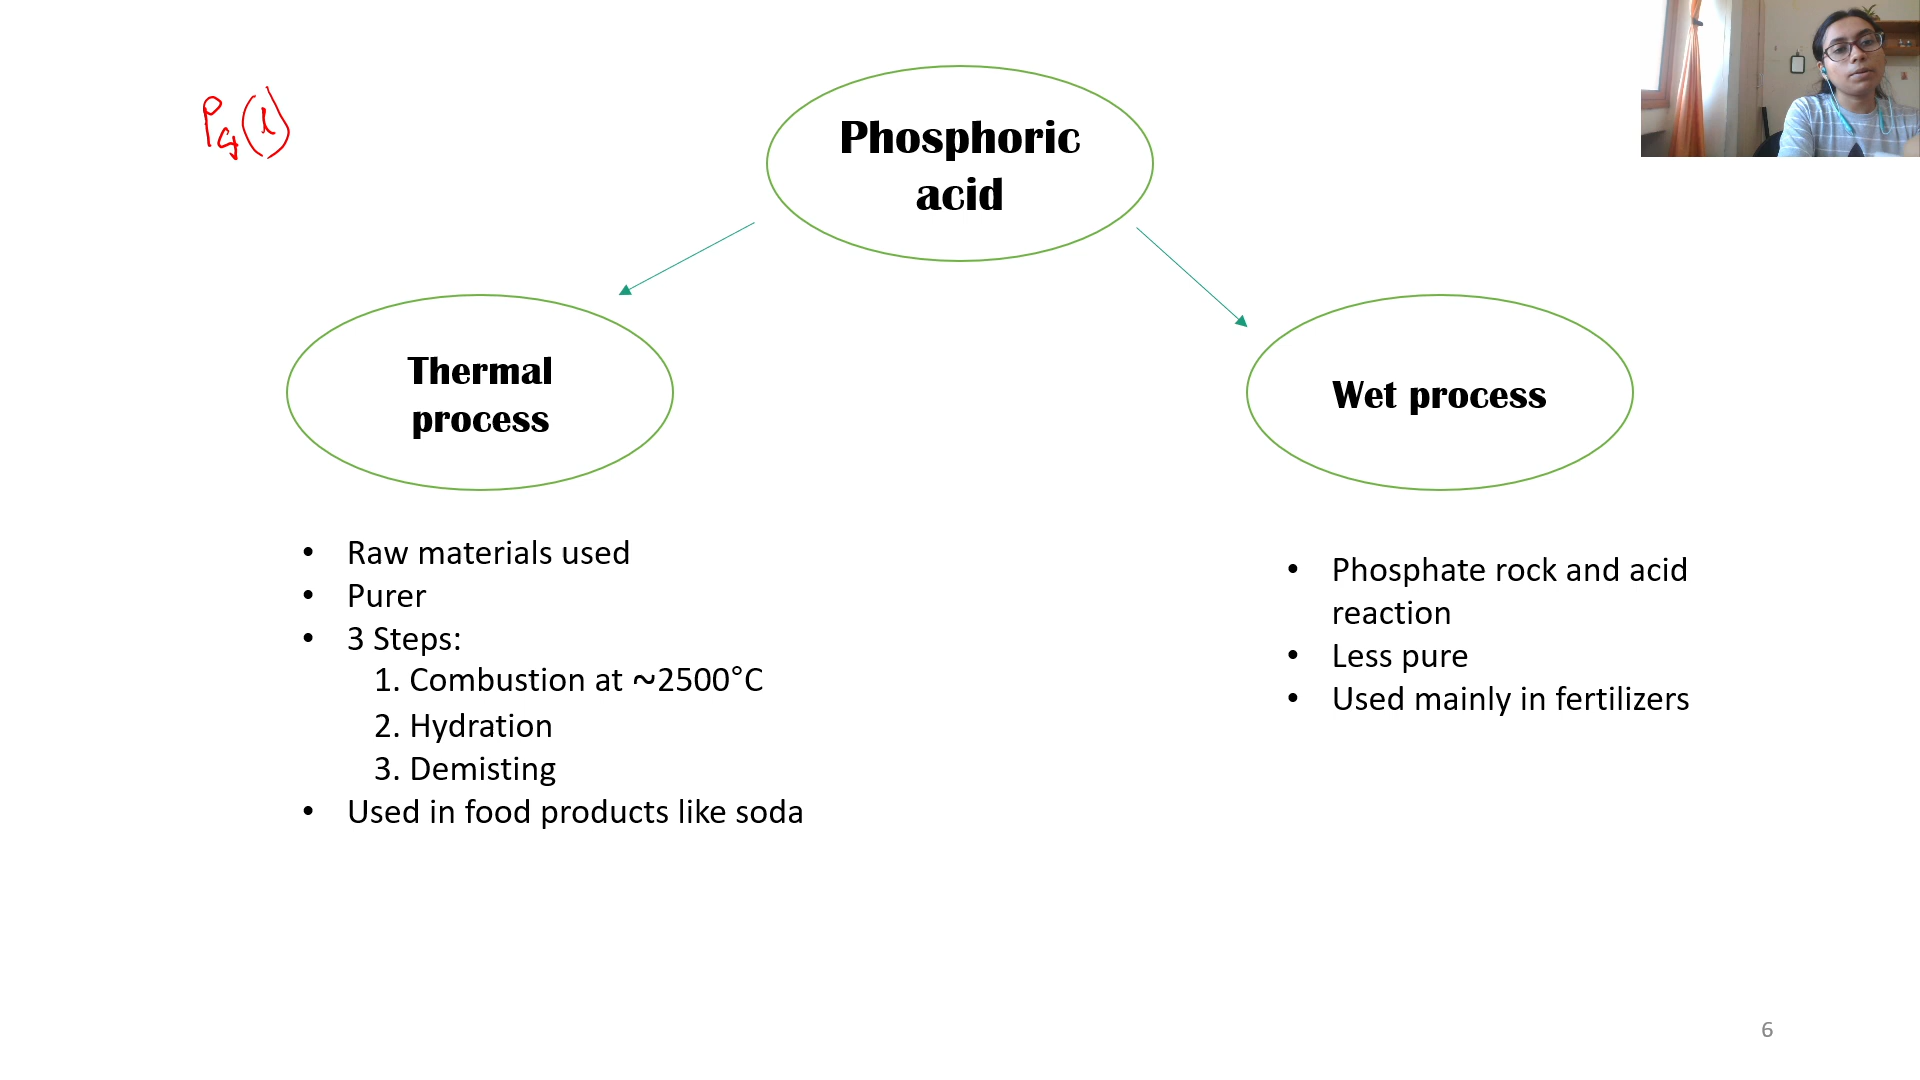 P4(l)
Phosphoric
acid
Thermal
process
Wet process
• Raw materials used
• Purer
• 3 Steps:
1. Combustion at ~2500°C
2. Hydration
3. Demisting
• Used in food products like soda
• Phosphate rock and acid
reaction
• Less pure
• Used mainly in fertilizers
6